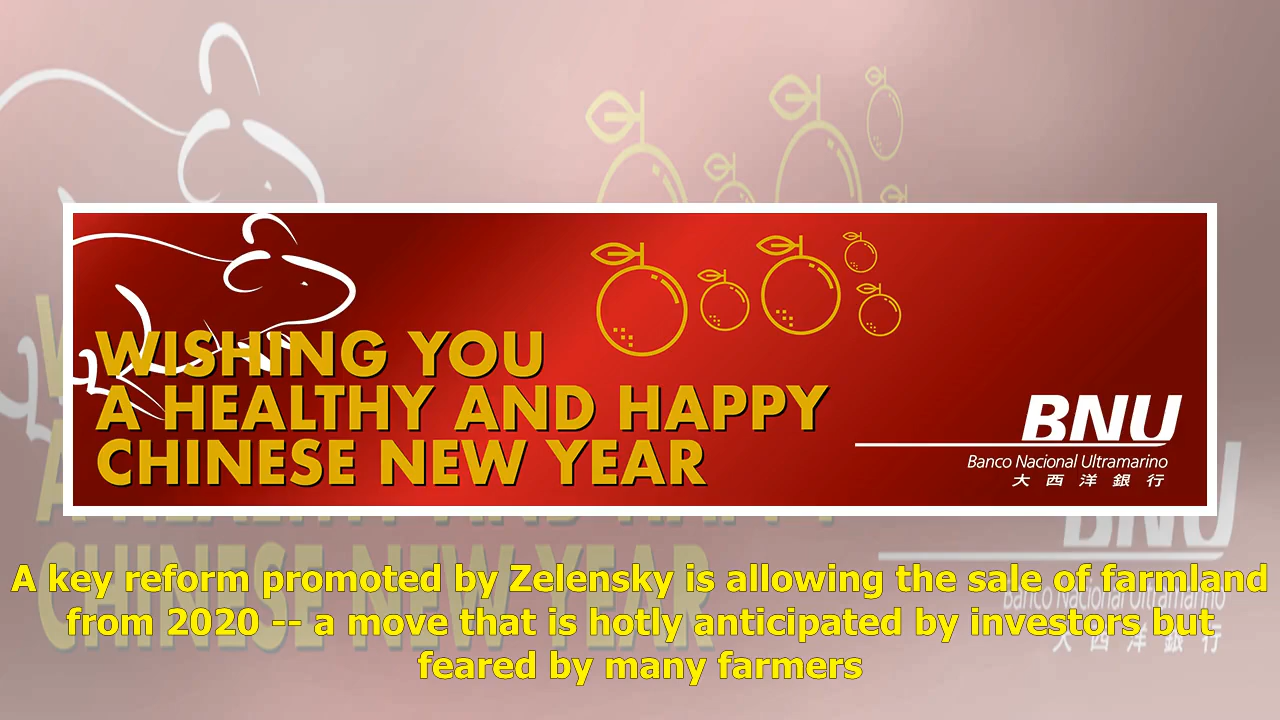 WISHING YOU
A HEALTHY AND HAPPY
CHINESE NEW YEAR
BNU
Banco Nacional Ultramarino
大西洋銀行
A key reform promoted by Zelensky is allowing the sale of farmland
from 2020 -- a move that is hotly anticipated by investors but
feared by many farmers